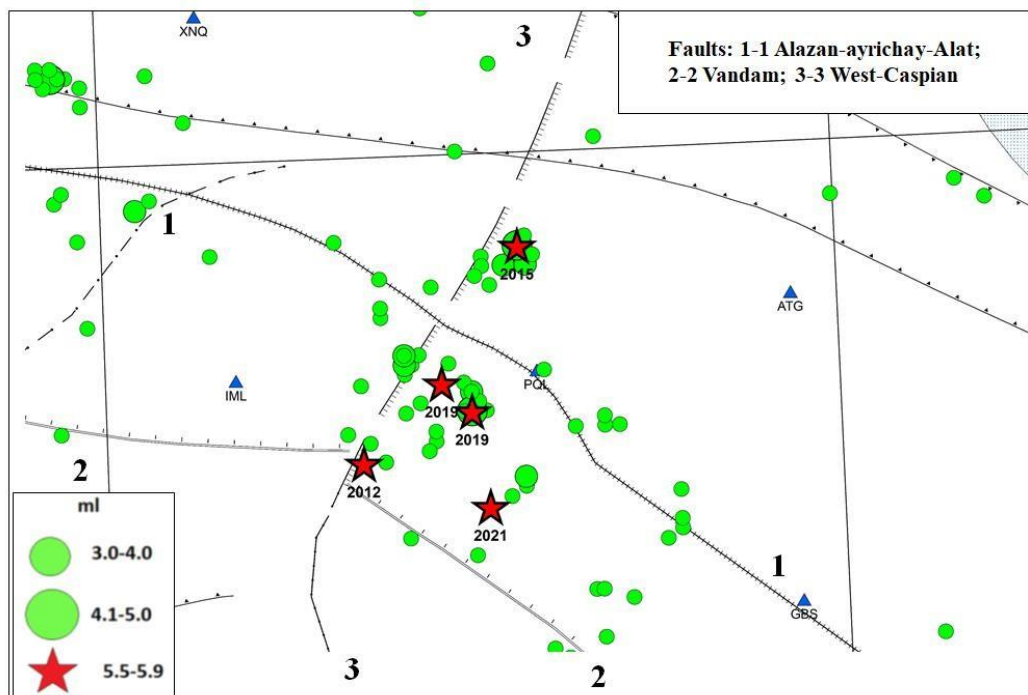 XNQ
3
Faults: 1-1 Alazan-ayrichay-Alat;
2-2 Vandam; 3-3 West-Caspian
1
2015
ATG
PQL
IML
2019
2019
2
2012
2021
ml
3.0-4.0
4.1-5.0
5.5-5.9
1
GBS
3
2